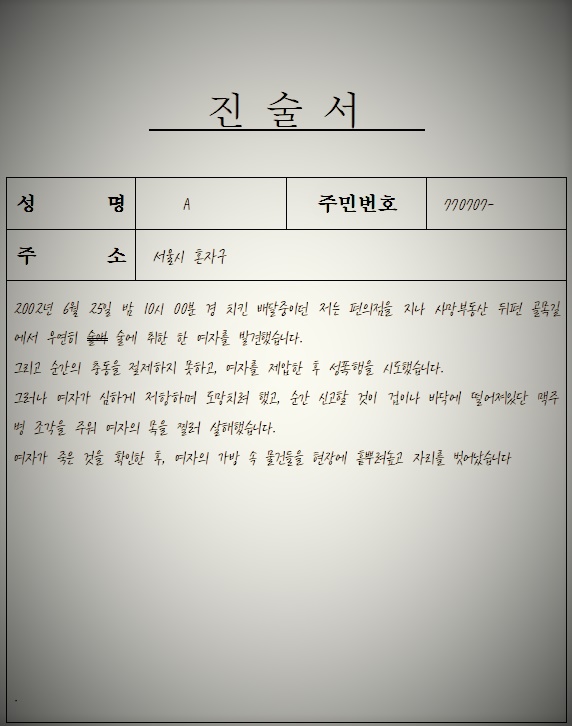 진 술 서
성 명 A 주민번호 770707-
주 소 서울시 혼자구
2002년 6월 25일 밤 10시 00분 경 치킨 배달중이던 저는 편의점을 지나 사망부동산 뒤편 골목길
에서 우연히 술애 술에 취한 한 여자를 발견했습니다.
그리고 순간의 충동을 절제하지 못하고, 여자를 제압한 후 성폭행을 시도했습니다.
그러나 여자가 심하게 저항하며 도망치려 했고, 순간 신고할 것이 겁이나 바닥에 떨어져있단 맥주
병 조각을 주워 여자의 목을 찔러 살해했습니다.
여자가 죽은 것을 확인한 후, 여자의 가방 속 물건들을 현장에 흩뿌려놓고 자리를 벗어났습니다